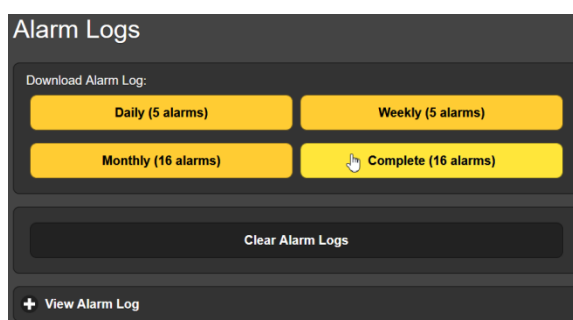 Alarm Logs
Download Alarm Log:
Daily (5 alarms)
Weekly (5 alarms)
Monthly (16 alarms)
Complete (16 alarms)
Clear Alarm Logs
View Alarm Log